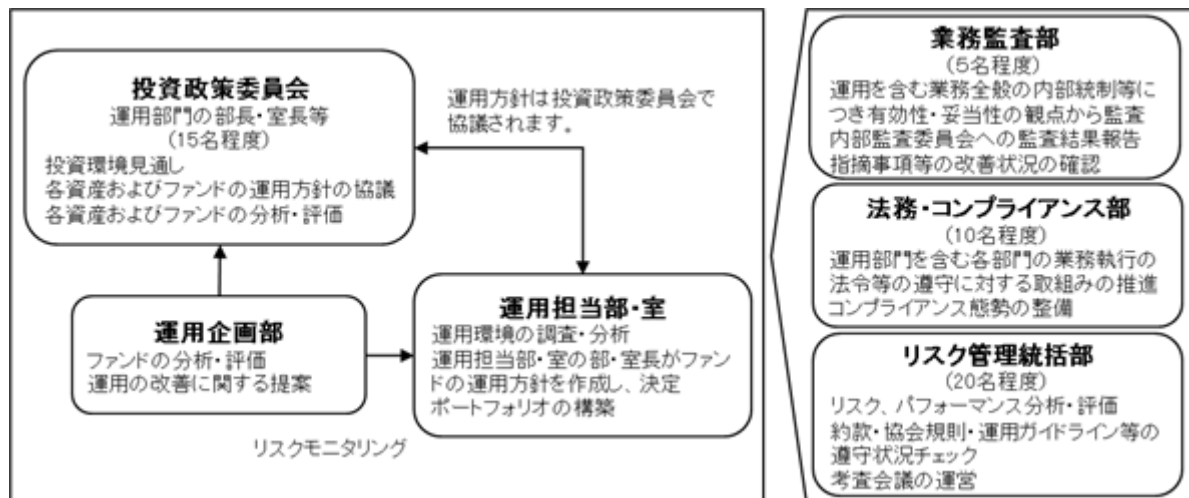 投資政策委員会
運用部門の部長・室長等
(15名程度)
投資環境見通し
各資産およびファンドの運用方針の協議
各資産およびファンドの分析・評価
運用方針は投資政策委員会で
協議されます。
運用企画部
ファンドの分析・評価
運用の改善に関する提案
運用担当部・室
運用環境の調査・分析
運用担当部・室の部・室長がファン
ドの運用方針を作成し、決定
ポートフォリオの構築
リスクモニタリング
業務監査部
(5名程度)
運用を含む業務全般の内部統制等に
つき有効性・妥当性の観点から監査
内部監査委員会への監査結果報告
指摘事項等の改善状況の確認
法務・コンプライアンス部
(10名程度)
運用部門を含む各部門の業務執行の
法令等の遵守に対する取組みの推進
コンプライアンス態勢の整備
リスク管理統括部
(20名程度)
リスク、パフォーマンス分析・評価
約款・協会規則・運用ガイドライン等の
遵守状況チェック
考査会議の運営